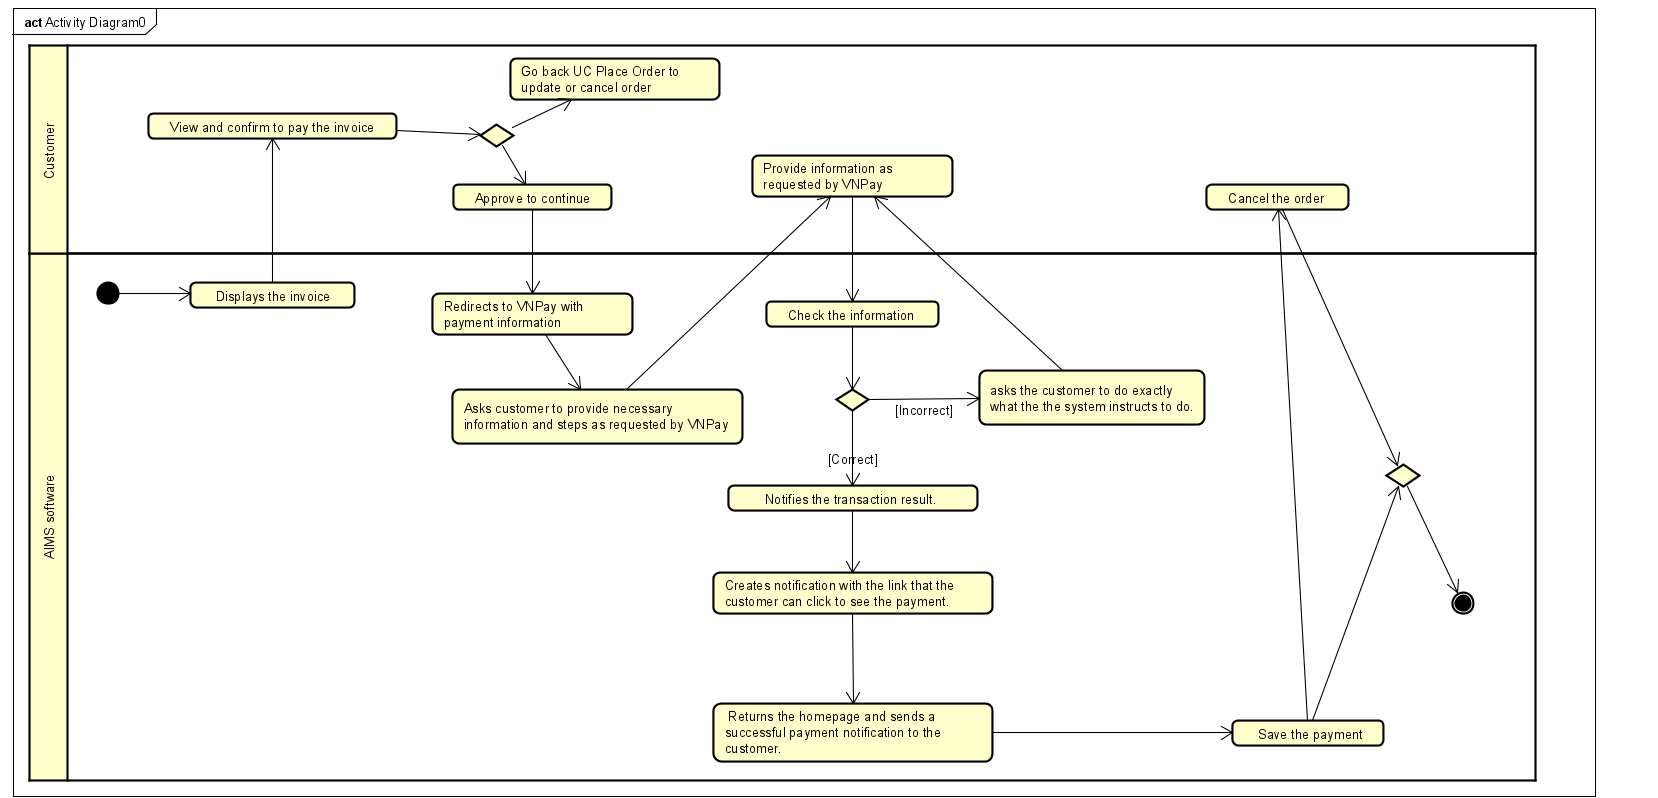 act Activity Diagram0
Customer
Go back UC Place Order to
update or cancel order
View and confirm to pay the invoice
Approve to continue
Provide information as
requested by VNPay
Cancel the order
AIMS software
Displays the invoice
Redirects to VNPay with
payment information
Check the information
Asks customer to provide necessary
information and steps as requested by VNPay
[Incorrect]
asks the customer to do exactly
what the the system instructs to do.
[Correct]
Notifies the transaction result.
Creates notification with the link that the
customer can click to see the payment.
Returns the homepage and sends a
successful payment notification to the
customer.
Save the payment